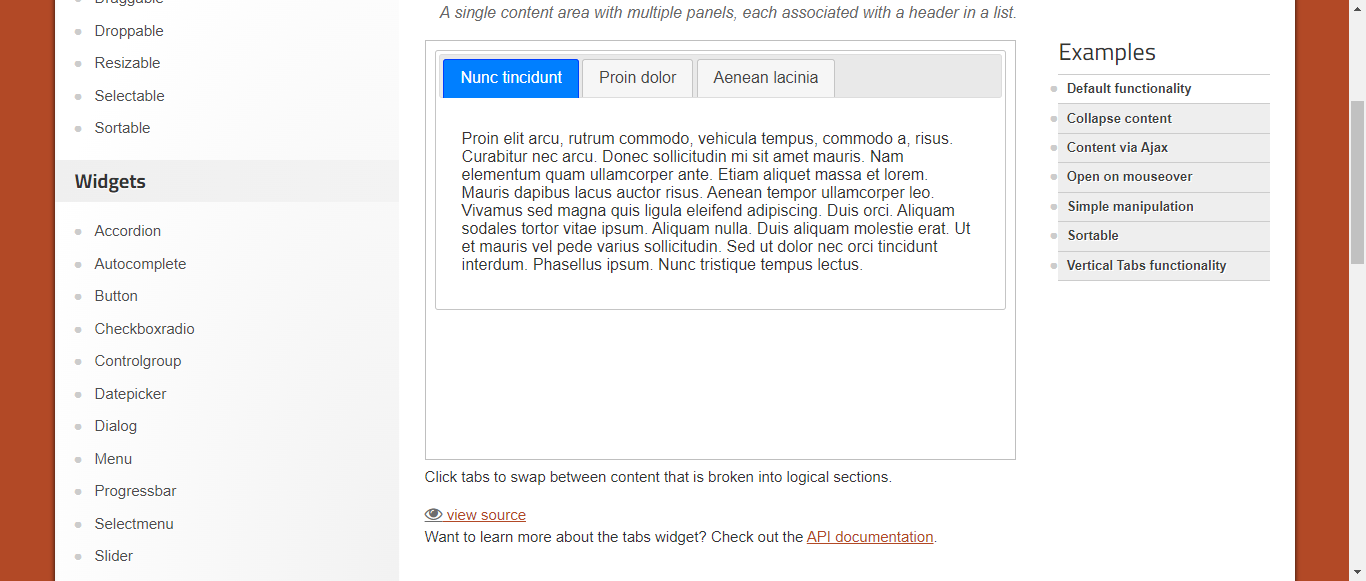 Draggable
Droppable
Resizable
Selectable
Sortable
Widgets
Accordion
Autocomplete
Button
Checkboxradio
Controlgroup
Datepicker
Dialog
Menu
Progressbar
Selectmenu
Slider
A single content area with multiple panels, each associated with a header in a list.
Nunc tincidunt
Proin dolor
Aenean lacinia
Proin elit arcu, rutrum commodo, vehicula tempus, commodo a, risus.
Curabitur nec arcu. Donec sollicitudin mi sit amet mauris. Nam
elementum quam ullamcorper ante. Etiam aliquet massa et lorem.
Mauris dapibus lacus auctor risus. Aenean tempor ullamcorper leo.
Vivamus sed magna quis ligula eleifend adipiscing. Duis orci. Aliquam
sodales tortor vitae ipsum. Aliquam nulla. Duis aliquam molestie erat. Ut
et mauris vel pede varius sollicitudin. Sed ut dolor nec orci tincidunt
interdum. Phasellus ipsum. Nunc tristique tempus lectus.
Click tabs to swap between content that is broken into logical sections.
view source
Want to learn more about the tabs widget? Check out the API documentation.
Examples
Default functionality
Collapse content
Content via Ajax
Open on mouseover
Simple manipulation
Sortable
Vertical Tabs functionality